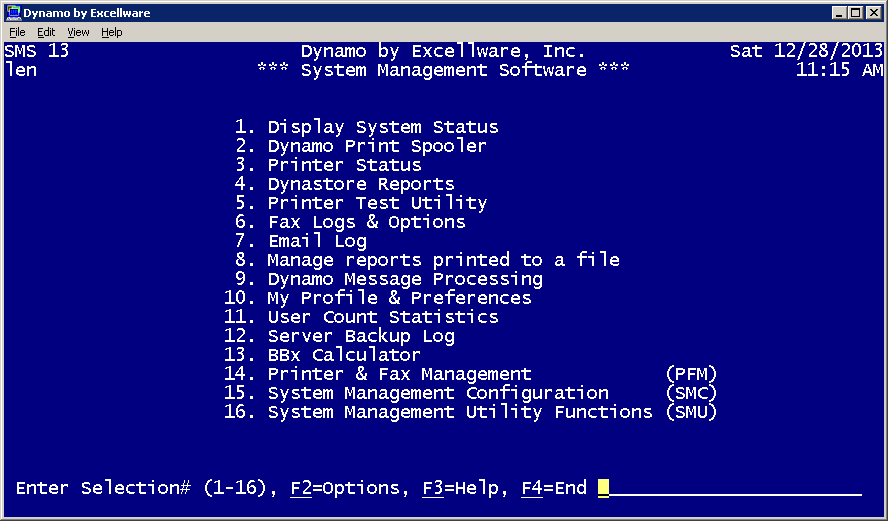 Dynamo by Excellware
File Edit View Help
SMS 13 Dynamo by Excellware, Inc. Sat 12/28/2013
len *** System Management Software *** 11:15 AM
1. Display System Status
2. Dynamo Print Spooler
3. Printer Status
4. Dynastore Reports
5. Printer Test Utility
6. Fax Logs & Options
7. Email Log
8. Manage reports printed to a file
9. Dynamo Message Processing
10. My Profile & Preferences
11. User Count Statistics
12. Server Backup Log
13. BBx Calculator
14. Printer & Fax Management (PFM)
15. System Management Configuration (SMC)
16. System Management Utility Functions (SMU)
Enter Selection# (1-16), F2=Options, F3=Help, F4=End